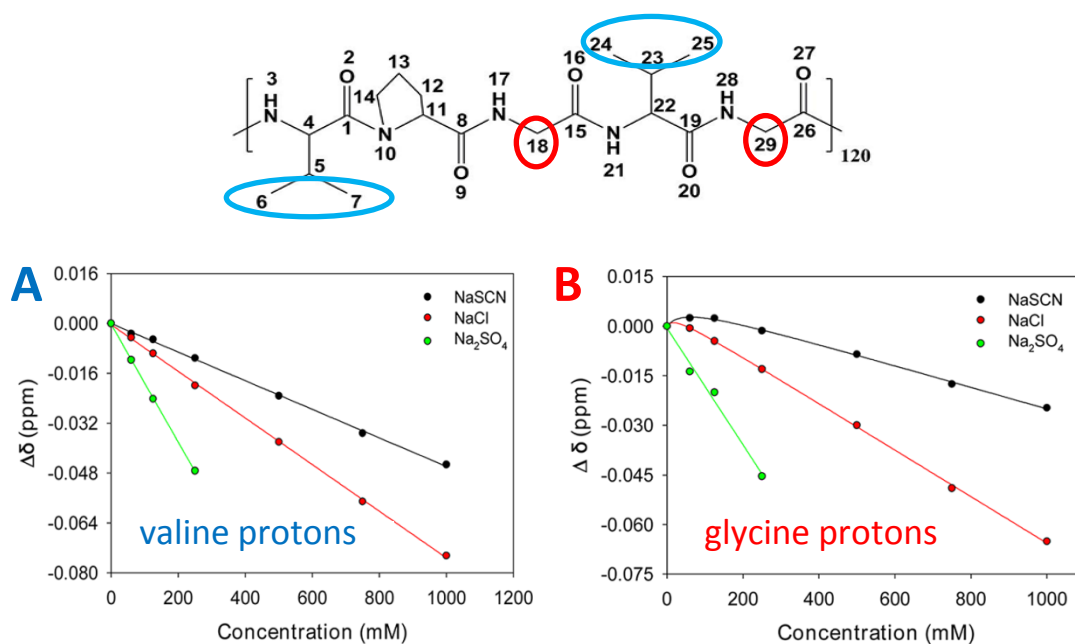 24 25
2 23 27
3 O 13 16 O 17 28 O
H 14 12 H 22 H
N 4 11 N N
1 N 8 15 N 19 26
10 O 18 H O 29 120
5 9 21 20
6 7
A
0.016
0.000
-0.016
-0.032
-0.048
-0.064
-0.080
Δδ (ppm)
NaSCN
NaCl
Na₂SO₄
valine protons
0 200 400 600 800 1000 1200
Concentration (mM)
B
0.015
0.000
-0.015
-0.030
-0.045
-0.060
-0.075
Δ δ (ppm)
NaSCN
NaCl
Na₂SO₄
glycine protons
0 200 400 600 800 1000
Concentration (mM)